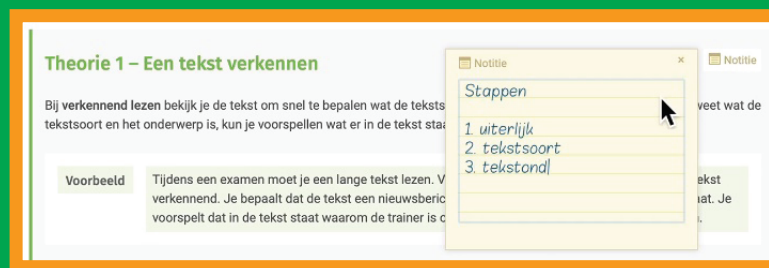 Theorie 1 – Een tekst verkennen
Notitie ×
Notitie
Stappen
1. uiterlijk
2. tekstsoort
3. tekstond
Bij verkennend lezen bekijk je de tekst om snel te bepalen wat de teksts
weet wat de
tekstsoort en het onderwerp is, kun je voorspellen wat er in de tekst staa
Voorbeeld
Tijdens een examen moet je een lange tekst lezen. V
ekst
verkennend. Je bepaalt dat de tekst een nieuwsberic
aat. Je
voorspelt dat in de tekst staat waarom de trainer is